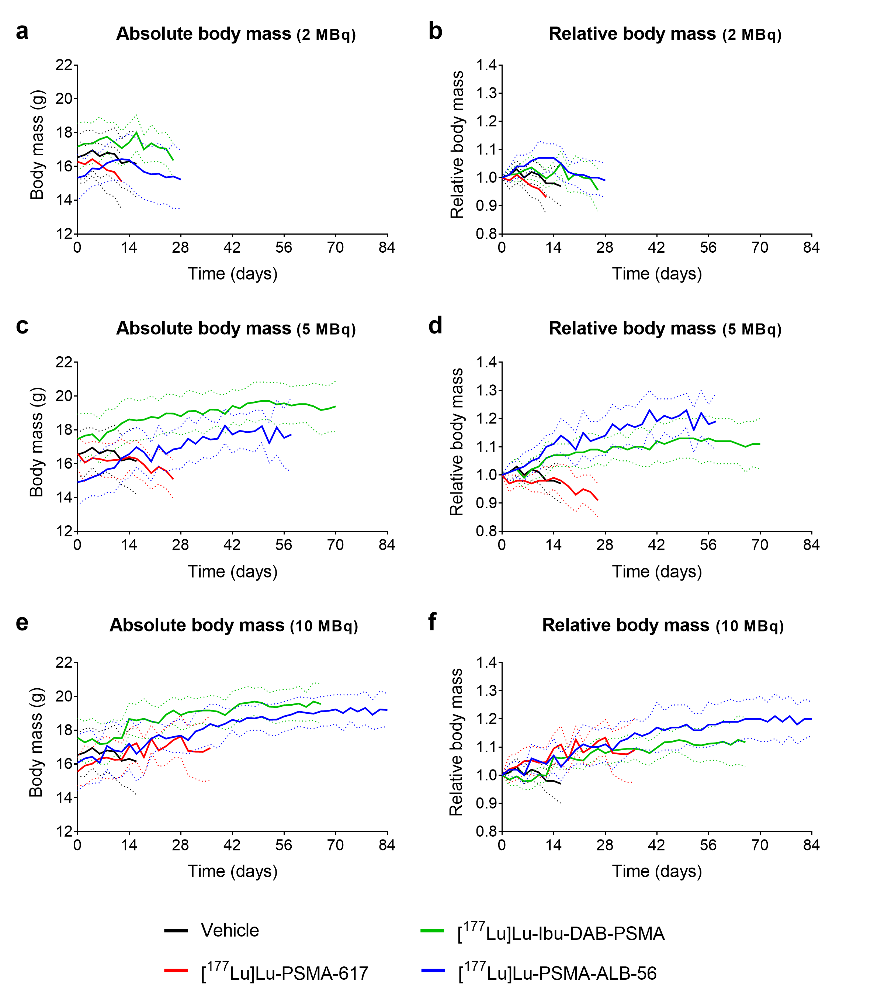 a
Absolute body mass (2 MBq)
22
20
18
16
14
12
Body mass (g)
0 14 28 42 56 70 84
Time (days)
b
Relative body mass (2 MBq)
1.4
1.3
1.2
1.1
1.0
0.9
0.8
Relative body mass
0 14 28 42 56 70 84
Time (days)
c
Absolute body mass (5 MBq)
22
20
18
16
14
12
Body mass (g)
0 14 28 42 56 70 84
Time (days)
d
Relative body mass (5 MBq)
1.4
1.3
1.2
1.1
1.0
0.9
0.8
Relative body mass
0 14 28 42 56 70 84
Time (days)
e
Absolute body mass (10 MBq)
22
20
18
16
14
12
Body mass (g)
0 14 28 42 56 70 84
Time (days)
f
Relative body mass (10 MBq)
1.4
1.3
1.2
1.1
1.0
0.9
0.8
Relative body mass
0 14 28 42 56 70 84
Time (days)
Vehicle
[¹⁷⁷Lu]Lu-Ibu-DAB-PSMA
[¹⁷⁷Lu]Lu-PSMA-617
[¹⁷⁷Lu]Lu-PSMA-ALB-56